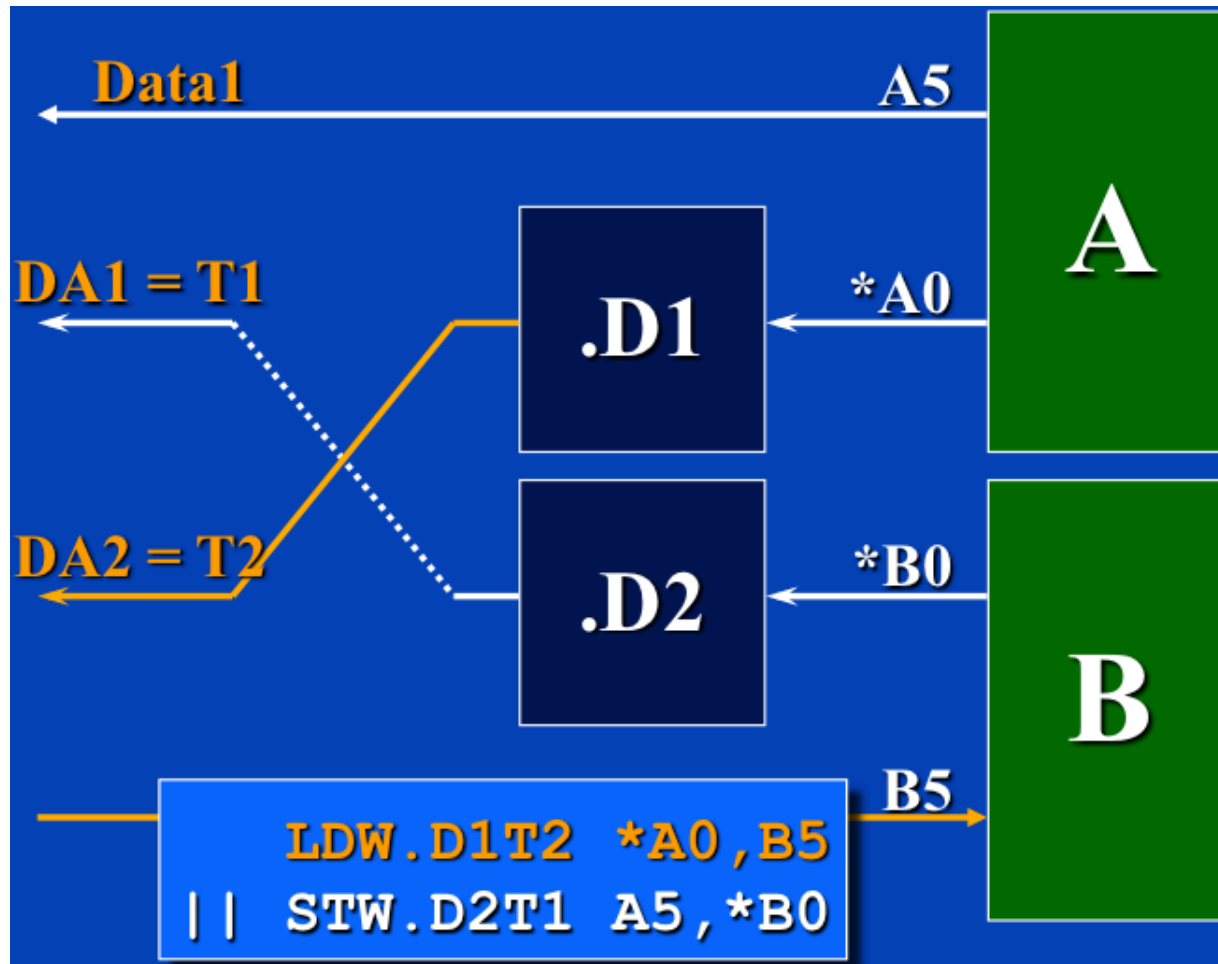 Data1
A5
A
DA1 = T1
.D1
*A0
DA2 = T2
.D2
*B0
B
B5
LDW.D1T2 *A0,B5
|| STW.D2T1 A5,*B0